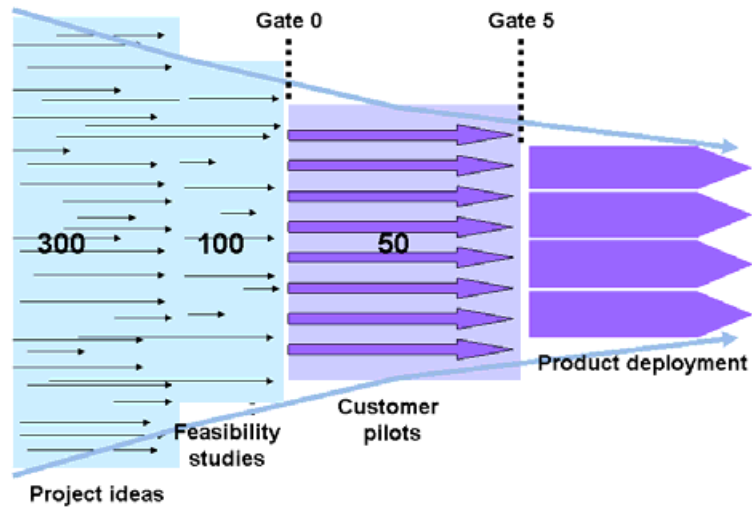 Gate 0
Gate 5
300
100
50
Product deployment
Customer
pilots
Feasibility
studies
Project ideas